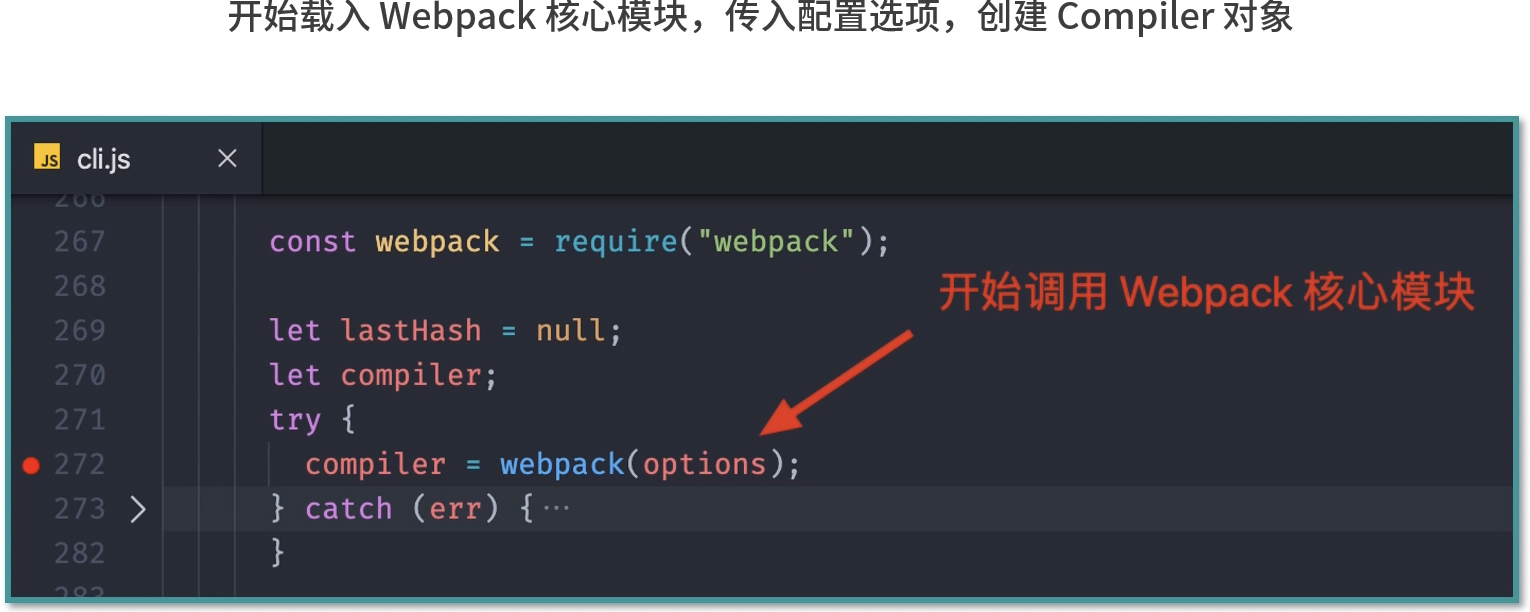 开始载入 Webpack 核心模块，传入配置选项，创建 Compiler 对象
JS cli.js
266
267 const webpack = require("webpack");
开始调用 Webpack 核心模块
268
269 let lastHash = null;
270 let compiler;
271 try {
272 compiler = webpack(options);
273 } catch (err) {···
282 }
283